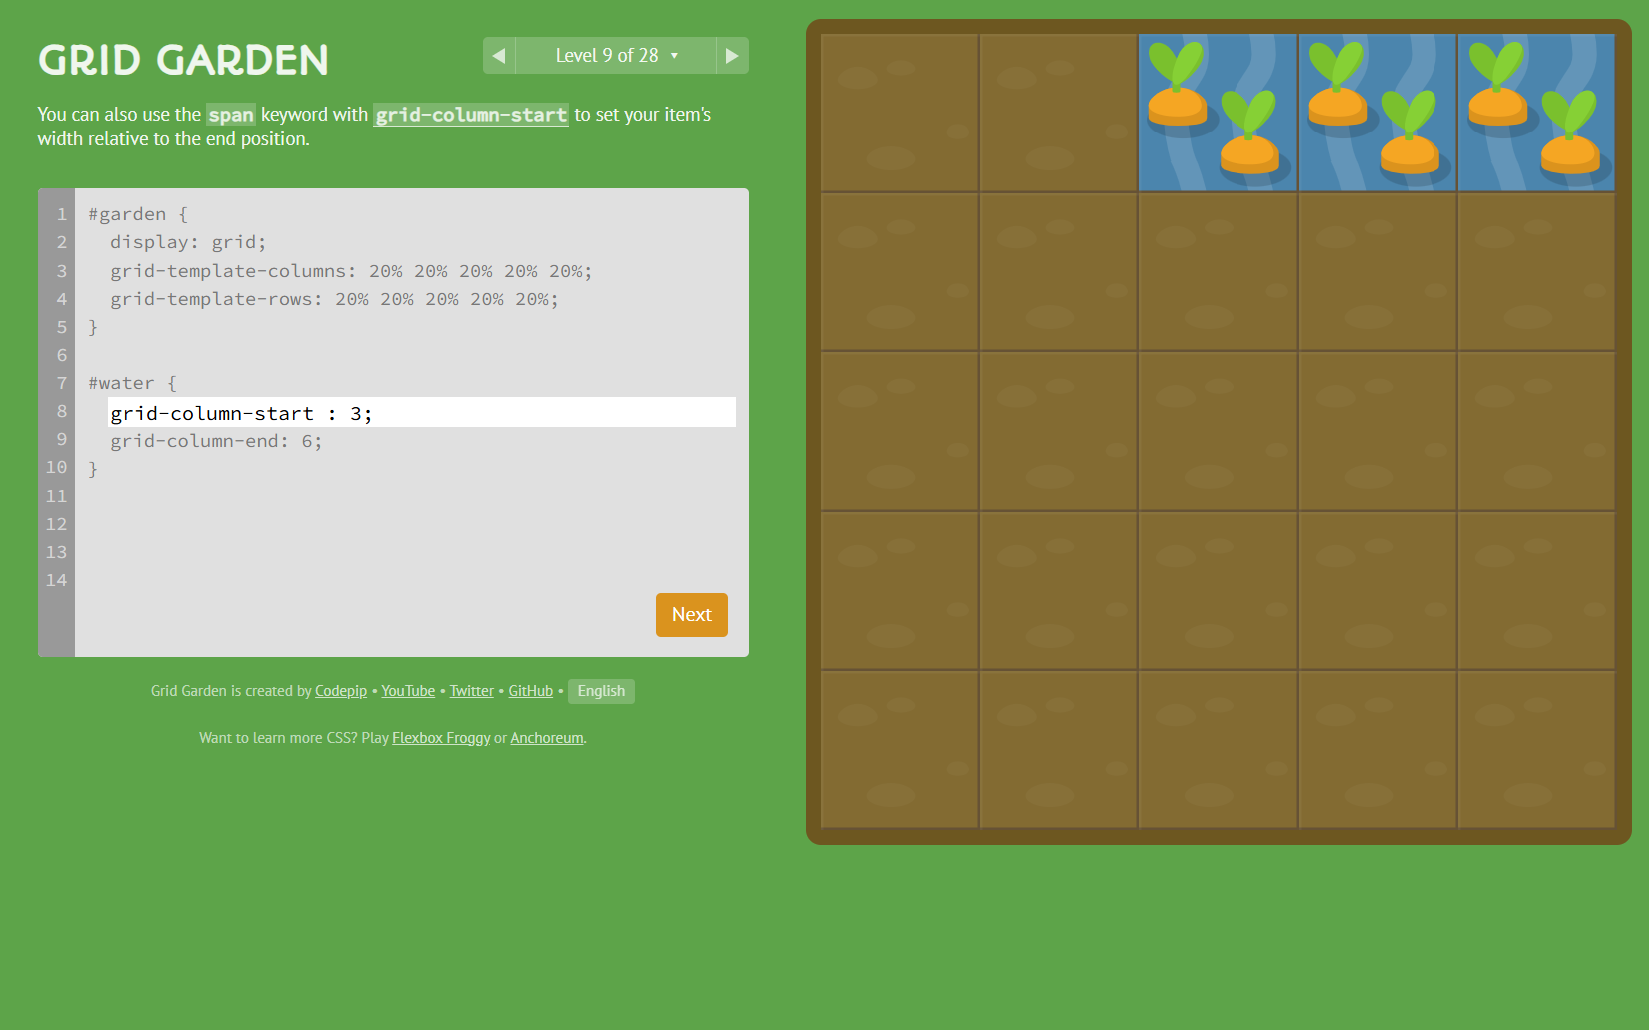 GRID GARDEN
◀ Level 9 of 28 ▼ ▶
You can also use the span keyword with grid-column-start to set your item's
width relative to the end position.
1 #garden {
2 display: grid;
3 grid-template-columns: 20% 20% 20% 20% 20%;
4 grid-template-rows: 20% 20% 20% 20% 20%;
5 }
6
7 #water {
8 grid-column-start : 3;
9 grid-column-end: 6;
10 }
11
12
13
14
Next
Grid Garden is created by Codepip • YouTube • Twitter • GitHub • English
Want to learn more CSS? Play Flexbox Froggy or Anchoreum.